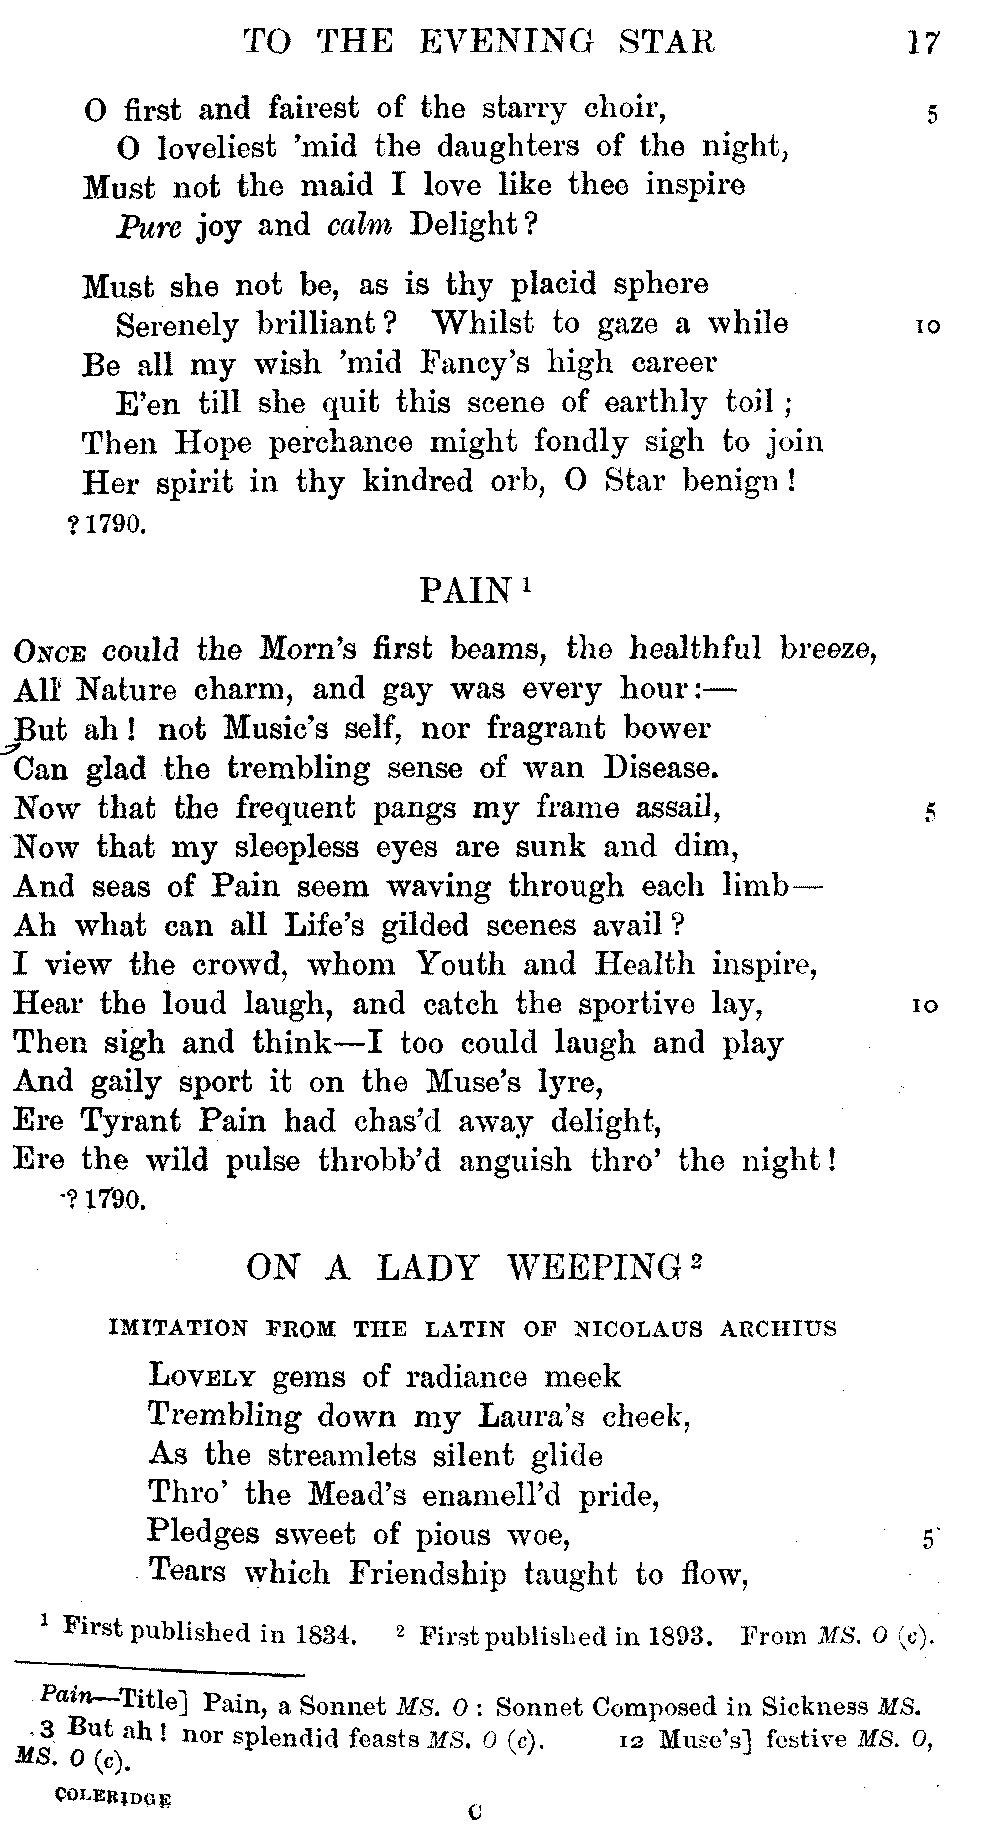 TO THE EVENING STAR 17
O first and fairest of the starry choir, 5
O loveliest ’mid the daughters of the night,
Must not the maid I love like thee inspire
Pure joy and calm Delight?
Must she not be, as is thy placid sphere
Serenely brilliant? Whilst to gaze a while 10
Be all my wish ’mid Fancy’s high career
E’en till she quit this scene of earthly toil;
Then Hope perchance might fondly sigh to join
Her spirit in thy kindred orb, O Star benign!
? 1790.
PAIN ¹
ONCE could the Morn’s first beams, the healthful breeze,
All Nature charm, and gay was every hour:—
But ah! not Music’s self, nor fragrant bower
Can glad the trembling sense of wan Disease.
Now that the frequent pangs my frame assail, 5
Now that my sleepless eyes are sunk and dim,
And seas of Pain seem waving through each limb—
Ah what can all Life’s gilded scenes avail?
I view the crowd, whom Youth and Health inspire,
Hear the loud laugh, and catch the sportive lay, 10
Then sigh and think—I too could laugh and play
And gaily sport it on the Muse’s lyre,
Ere Tyrant Pain had chas’d away delight,
Ere the wild pulse throbb’d anguish thro’ the night!
? 1790.
ON A LADY WEEPING ²
IMITATION FROM THE LATIN OF NICOLAUS ARCHIUS
LOVELY gems of radiance meek
Trembling down my Laura’s cheek,
As the streamlets silent glide
Thro’ the Mead’s enamell’d pride,
Pledges sweet of pious woe, 5
Tears which Friendship taught to flow,
¹ First published in 1834. ² First published in 1893. From MS. O (c).
Pain—Title] Pain, a Sonnet MS. O: Sonnet Composed in Sickness MS.
3 But ah! nor splendid feasts MS. O (c). 12 Muse’s] festive MS. O,
MS. O (c).
COLERIDGE C